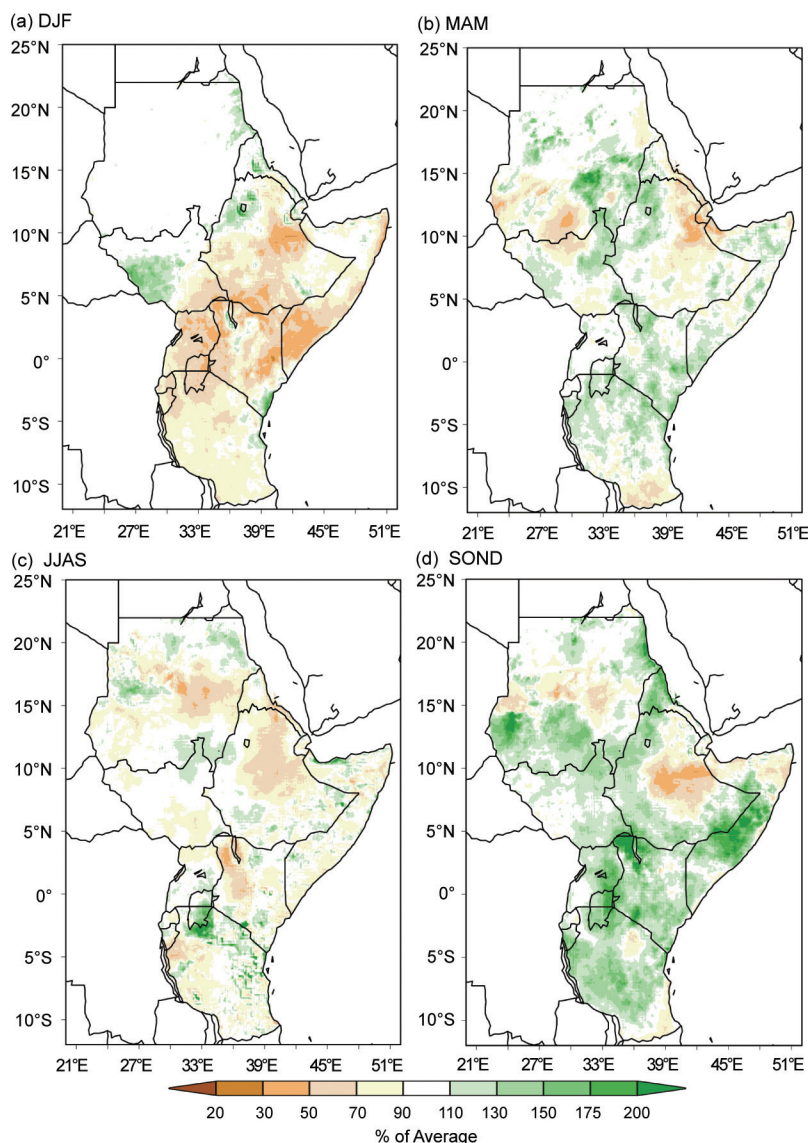 (a) DJF
25°N
20°N
15°N
10°N
5°N
0°
5°S
10°S
21°E 27°E 33°E 39°E 45°E 51°E
(b) MAM
25°N
20°N
15°N
10°N
5°N
0°
5°S
10°S
21°E 27°E 33°E 39°E 45°E 51°E
(c) JJAS
25°N
20°N
15°N
10°N
5°N
0°
5°S
10°S
21°E 27°E 33°E 39°E 45°E 51°E
(d) SOND
25°N
20°N
15°N
10°N
5°N
0°
5°S
10°S
21°E 27°E 33°E 39°E 45°E 51°E
20 30 50 70 90 110 130 150 175 200
% of Average